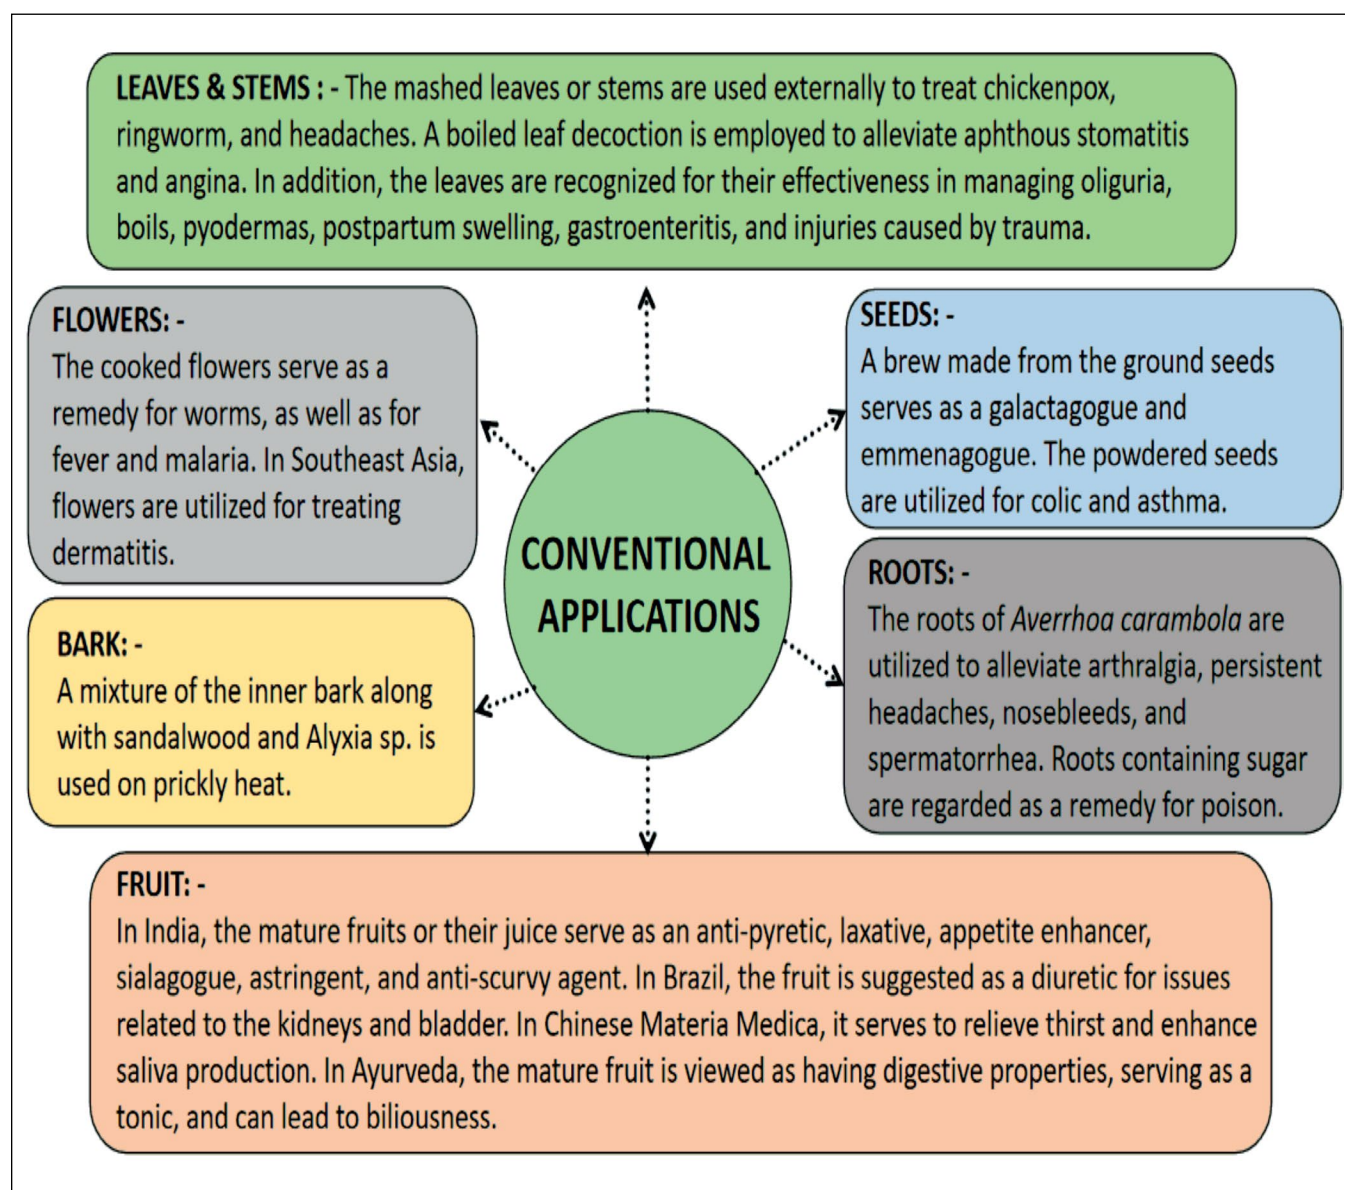 LEAVES & STEMS : - The mashed leaves or stems are used externally to treat chickenpox,
ringworm, and headaches. A boiled leaf decoction is employed to alleviate aphthous stomatitis
and angina. In addition, the leaves are recognized for their effectiveness in managing oliguria,
boils, pyodermas, postpartum swelling, gastroenteritis, and injuries caused by trauma.
FLOWERS: -
The cooked flowers serve as a
remedy for worms, as well as for
fever and malaria. In Southeast Asia,
flowers are utilized for treating
dermatitis.
SEEDS: -
A brew made from the ground seeds
serves as a galactagogue and
emmenagogue. The powdered seeds
are utilized for colic and asthma.
CONVENTIONAL
APPLICATIONS
BARK: -
A mixture of the inner bark along
with sandalwood and Alyxia sp. is
used on prickly heat.
ROOTS: -
The roots of Averrhoa carambola are
utilized to alleviate arthralgia, persistent
headaches, nosebleeds, and
spermatorrhea. Roots containing sugar
are regarded as a remedy for poison.
FRUIT: -
In India, the mature fruits or their juice serve as an anti-pyretic, laxative, appetite enhancer,
sialagogue, astringent, and anti-scurvy agent. In Brazil, the fruit is suggested as a diuretic for issues
related to the kidneys and bladder. In Chinese Materia Medica, it serves to relieve thirst and enhance
saliva production. In Ayurveda, the mature fruit is viewed as having digestive properties, serving as a
tonic, and can lead to biliousness.